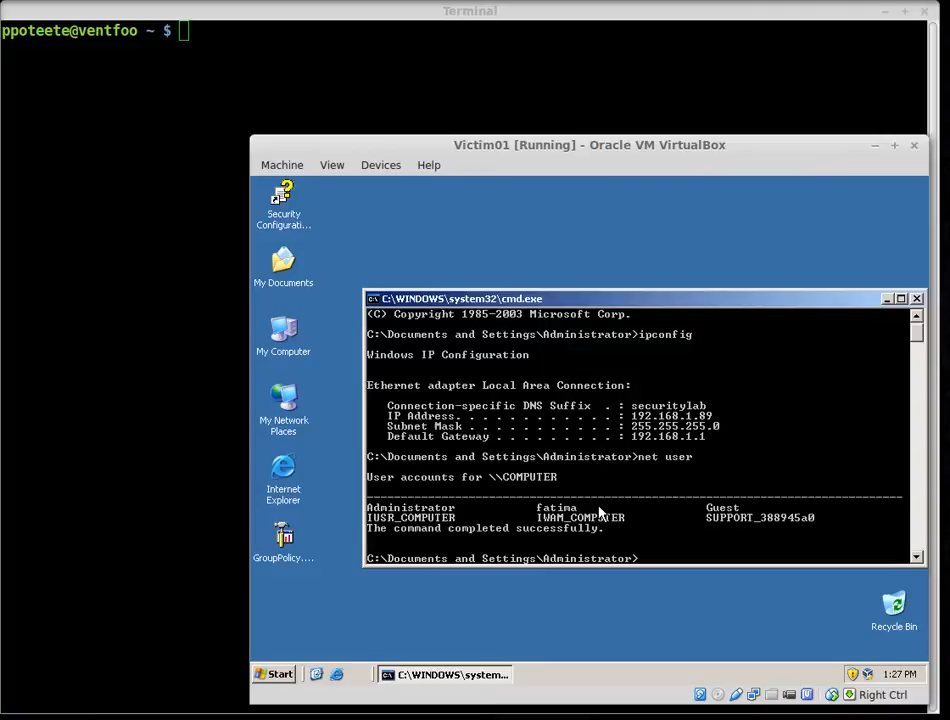 Terminal
ppoteete@ventfoo ~ $
Victim01 [Running] - Oracle VM VirtualBox
Machine View Devices Help
Security
Configurati...
My Documents
My Computer
My Network
Places
Internet
Explorer
GroupPolicy....
C:\WINDOWS\system32\cmd.exe
(C) Copyright 1985-2003 Microsoft Corp.
C:\Documents and Settings\Administrator>ipconfig
Windows IP Configuration
Ethernet adapter Local Area Connection:
Connection-specific DNS Suffix . : securitylab
IP Address. . . . . . . . . . . . : 192.168.1.89
Subnet Mask . . . . . . . . . . . : 255.255.255.0
Default Gateway . . . . . . . . . : 192.168.1.1
C:\Documents and Settings\Administrator>net user
User accounts for \\COMPUTER
-------------------------------------------------------------------------------
Administrator fatima Guest
IUSR_COMPUTER IWAM_COMPUTER SUPPORT_388945a0
The command completed successfully.
C:\Documents and Settings\Administrator>
Recycle Bin
Start
C:\WINDOWS\system...
1:27 PM
Right Ctrl